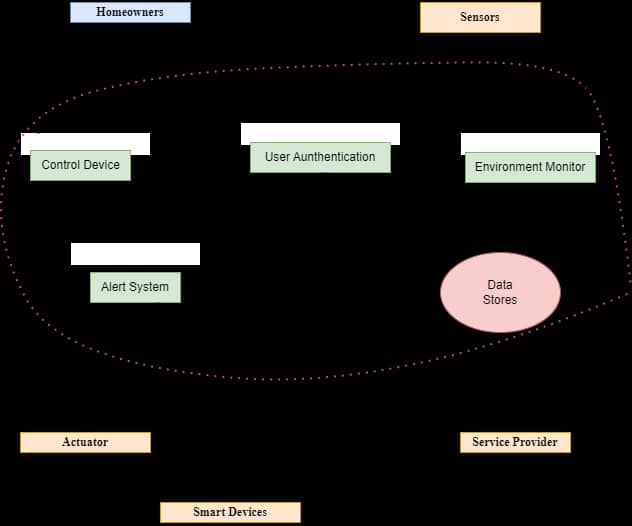 Homeowners
Sensors
Control Device
User Aunthentication
Environment Monitor
Alert System
Data
Stores
Actuator
Service Provider
Smart Devices